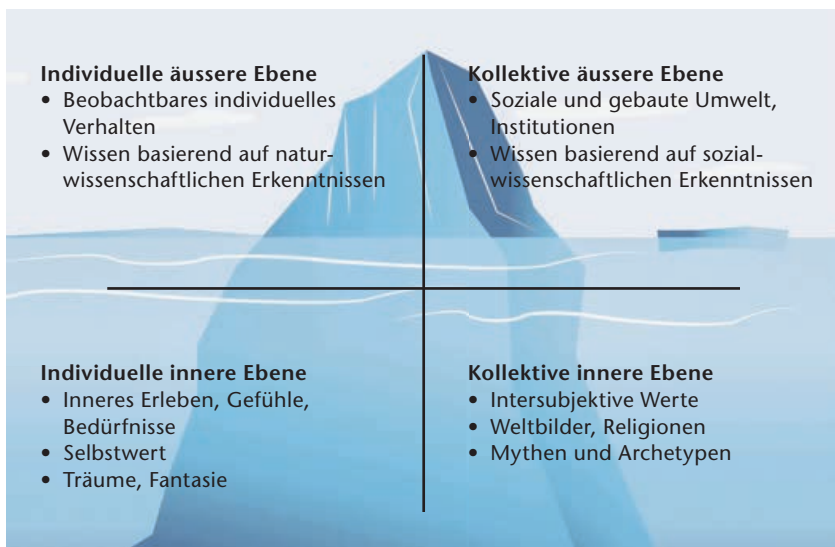 Individuelle äussere Ebene
• Beobachtbares individuelles
Verhalten
• Wissen basierend auf natur-
wissenschaftlichen Erkenntnissen
Kollektive äussere Ebene
• Soziale und gebaute Umwelt,
Institutionen
• Wissen basierend auf sozial-
wissenschaftlichen Erkenntnissen
Individuelle innere Ebene
• Inneres Erleben, Gefühle,
Bedürfnisse
• Selbstwert
• Träume, Fantasie
Kollektive innere Ebene
• Intersubjektive Werte
• Weltbilder, Religionen
• Mythen und Archetypen